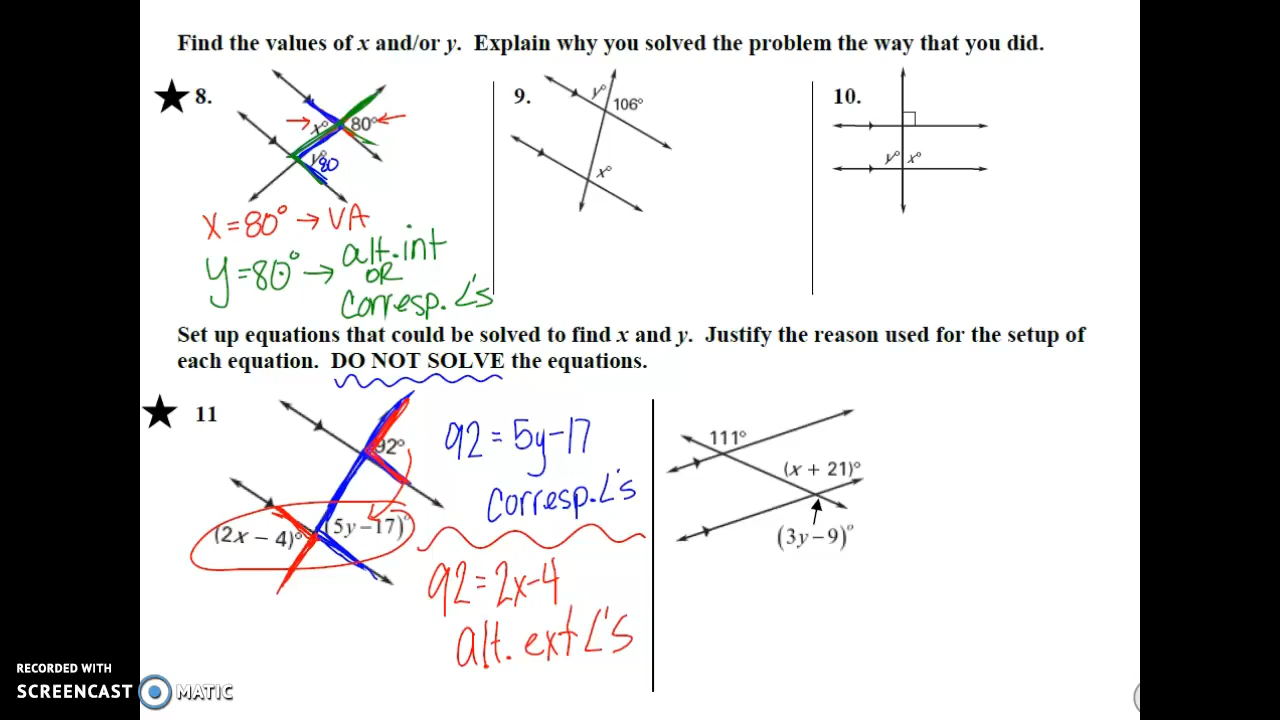 Find the values of x and/or y. Explain why you solved the problem the way that you did.
8.
x°
80°
y°
80
x = 80° → VA
y = 80° → alt. int
OR
corresp. ∠'s
9.
y°
106°
x°
10.
y° x°
Set up equations that could be solved to find x and y. Justify the reason used for the setup of
each equation. DO NOT SOLVE the equations.
11
92°
(2x − 4)°
(5y − 17)°
92 = 5y − 17
corresp. ∠'s
92 = 2x − 4
alt. ext ∠'s
111°
(x + 21)°
(3y − 9)°
RECORDED WITH
SCREENCAST MATIC